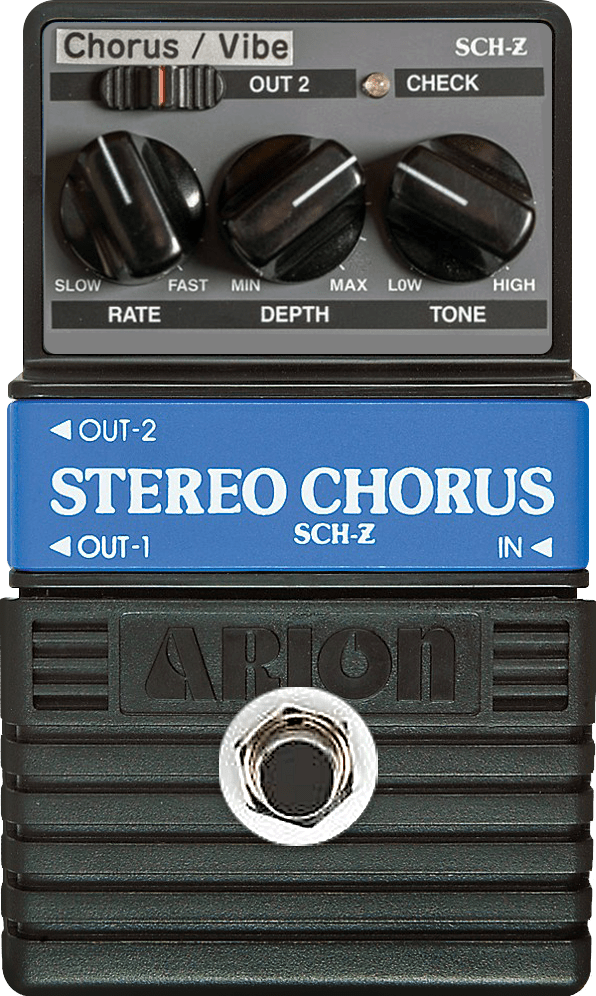 Chorus / Vibe
SCH-Z
OUT 2
CHECK
SLOW FAST MIN MAX LOW HIGH
RATE DEPTH TONE
◄OUT-2
STEREO CHORUS
SCH-Z
◄OUT-1 IN◄
ARION